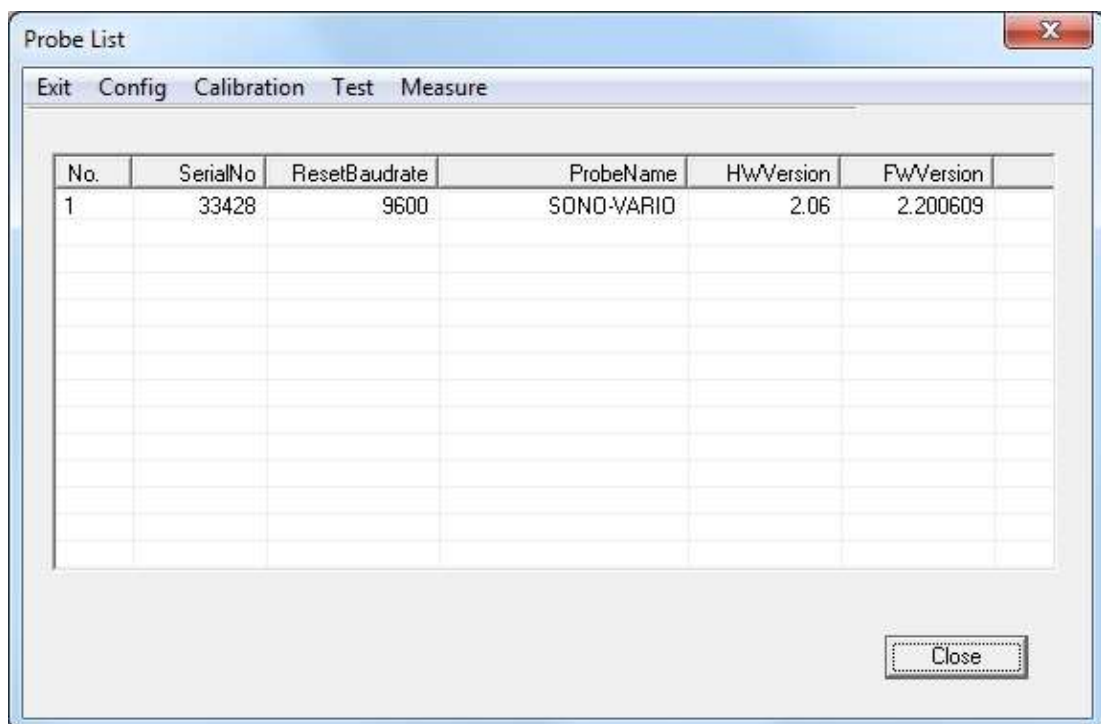 Probe List
Exit Config Calibration Test Measure
No. SerialNo ResetBaudrate ProbeName HWVersion FWVersion
1 33428 9600 SONO-VARIO 2.06 2.200609
Close